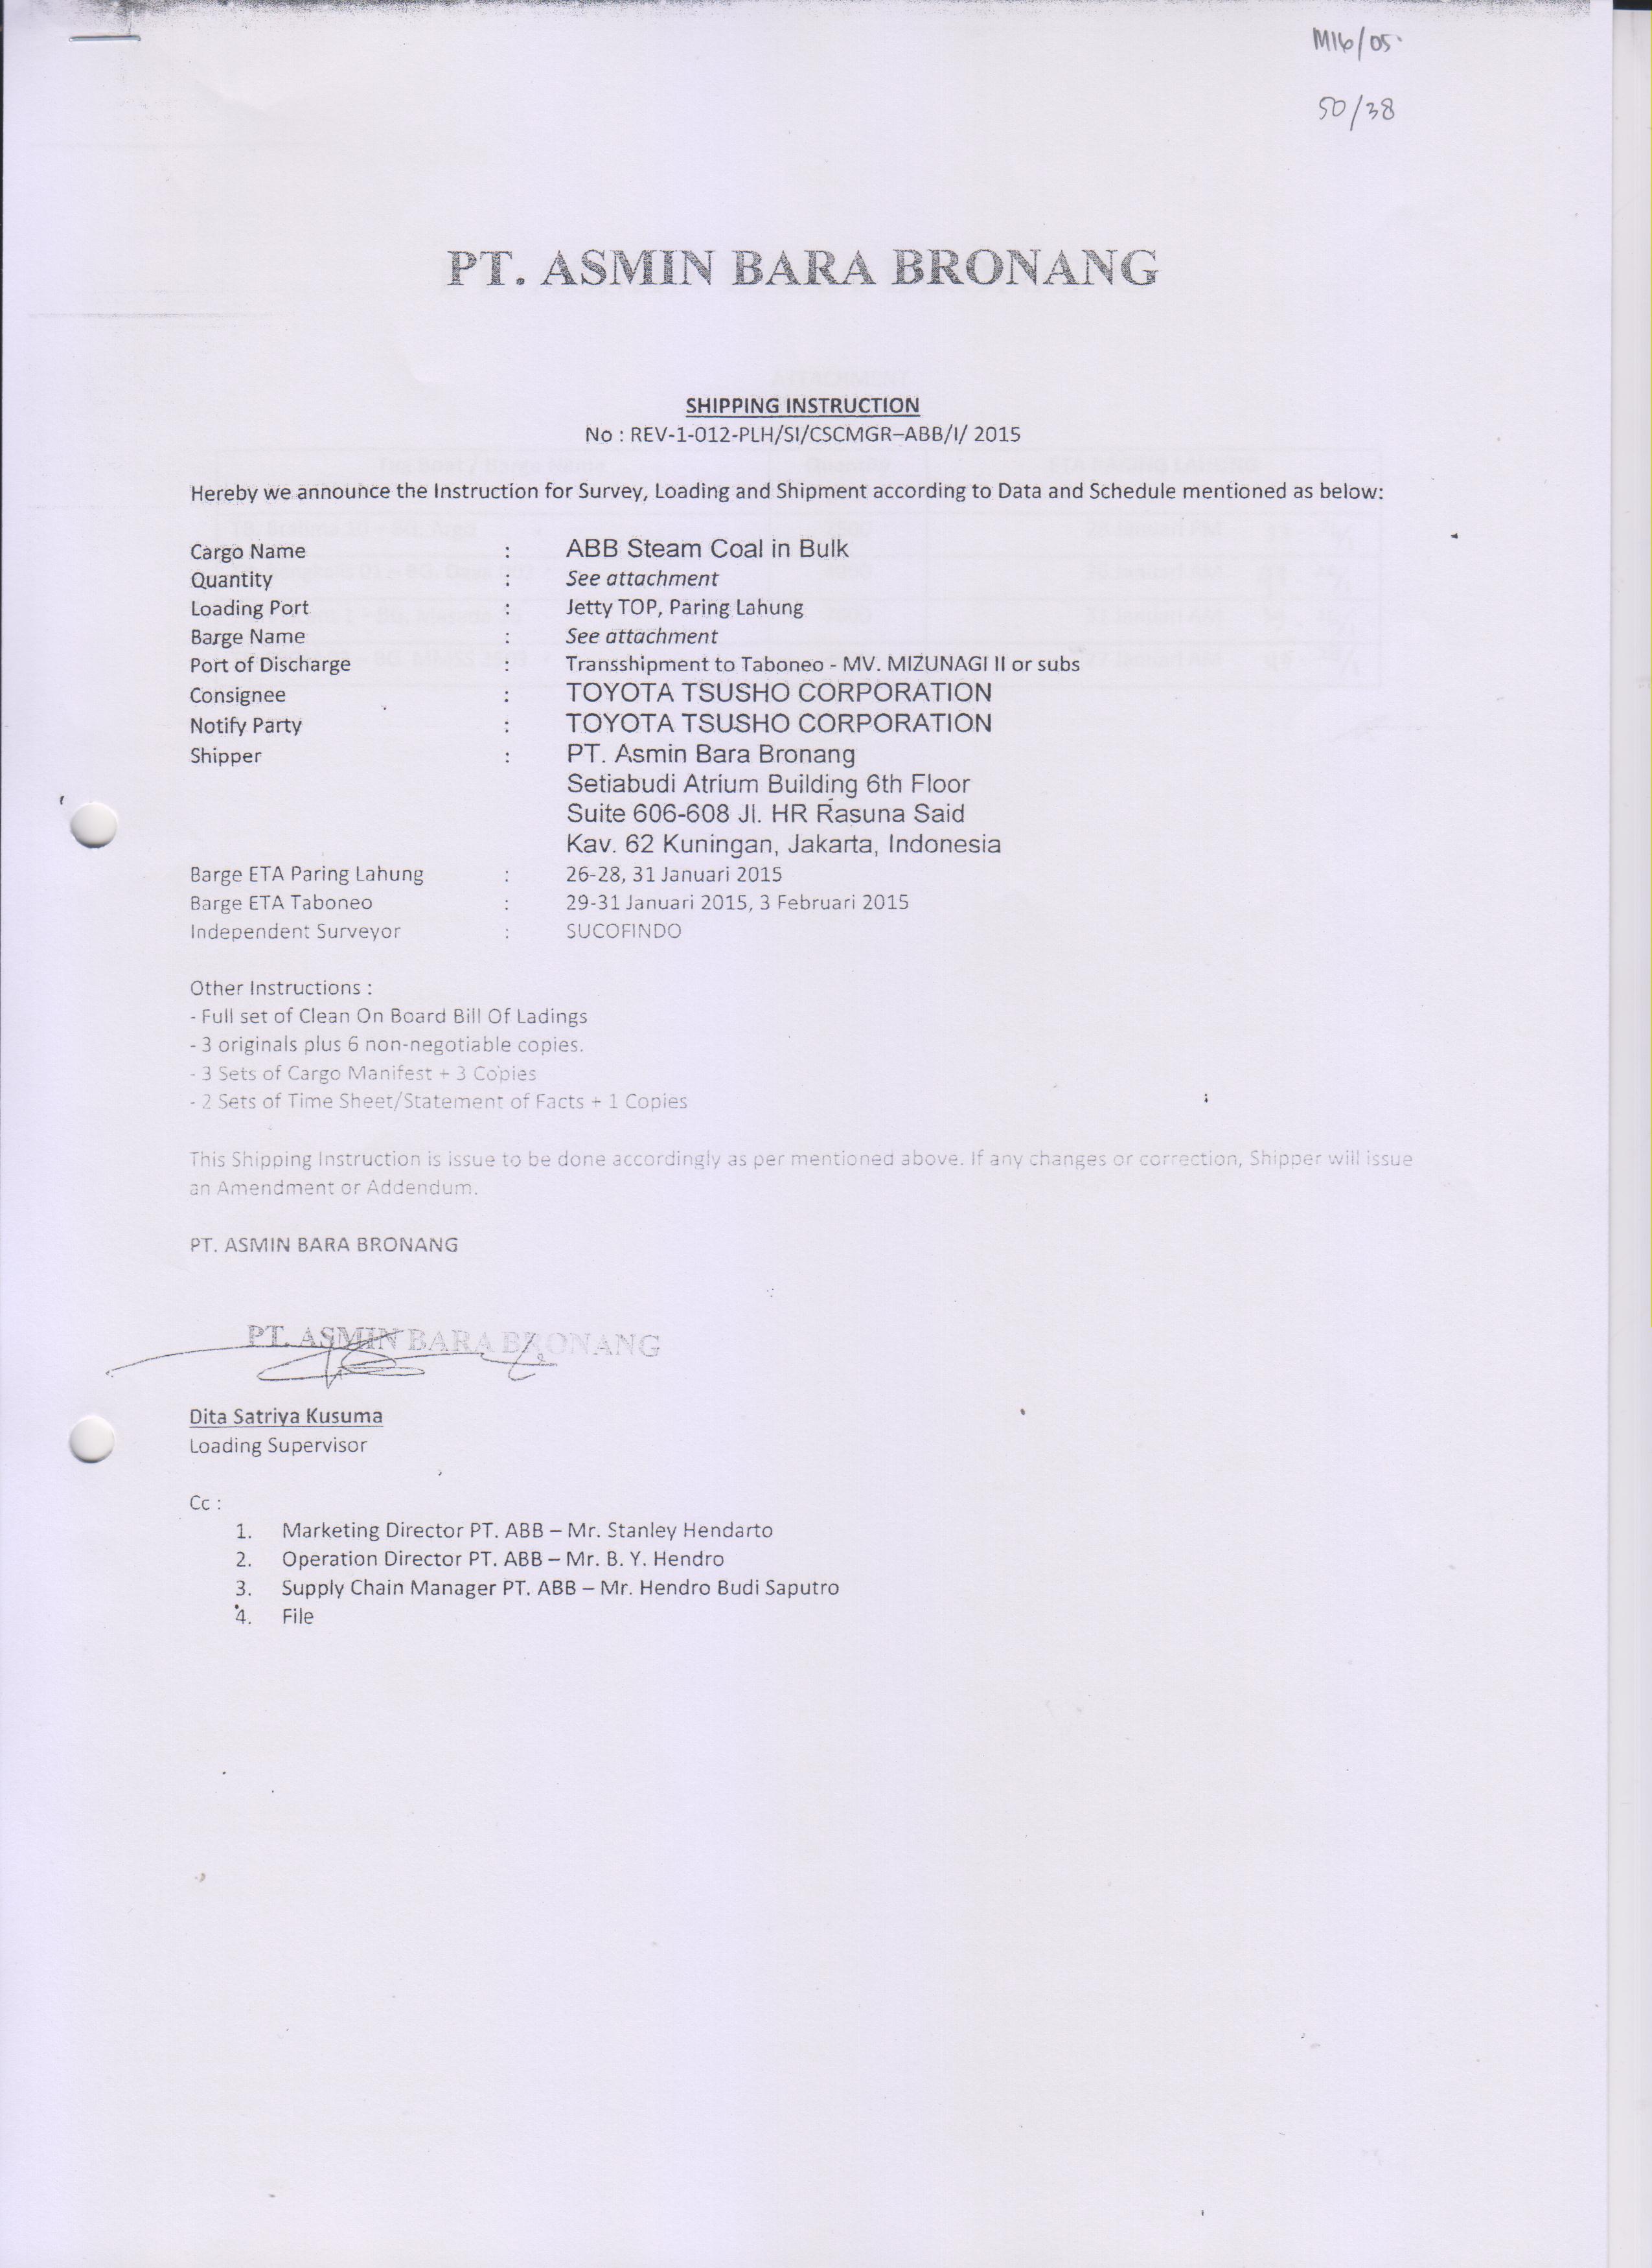 M16/05
50/38
PT. ASMIN BARA BRONANG
SHIPPING INSTRUCTION
No : REV-1-012-PLH/SI/CSCMGR–ABB/I/ 2015
Hereby we announce the Instruction for Survey, Loading and Shipment according to Data and Schedule mentioned as below:
Cargo Name : ABB Steam Coal in Bulk
Quantity : See attachment
Loading Port : Jetty TOP, Paring Lahung
Barge Name : See attachment
Port of Discharge : Transshipment to Taboneo - MV. MIZUNAGI II or subs
Consignee : TOYOTA TSUSHO CORPORATION
Notify Party : TOYOTA TSUSHO CORPORATION
Shipper : PT. Asmin Bara Bronang
Setiabudi Atrium Building 6th Floor
Suite 606-608 Jl. HR Rasuna Said
Kav. 62 Kuningan, Jakarta, Indonesia
Barge ETA Paring Lahung : 26-28, 31 Januari 2015
Barge ETA Taboneo : 29-31 Januari 2015, 3 Februari 2015
Independent Surveyor : SUCOFINDO
Other Instructions :
- Full set of Clean On Board Bill Of Ladings
- 3 originals plus 6 non-negotiable copies.
- 3 Sets of Cargo Manifest + 3 Copies
- 2 Sets of Time Sheet/Statement of Facts + 1 Copies
This Shipping Instruction is issue to be done accordingly as per mentioned above. If any changes or correction, Shipper will issue
an Amendment or Addendum.
PT. ASMIN BARA BRONANG
PT. ASMIN BARA BRONANG
Dita Satriya Kusuma
Loading Supervisor
Cc :
1. Marketing Director PT. ABB – Mr. Stanley Hendarto
2. Operation Director PT. ABB – Mr. B. Y. Hendro
3. Supply Chain Manager PT. ABB – Mr. Hendro Budi Saputro
4. File